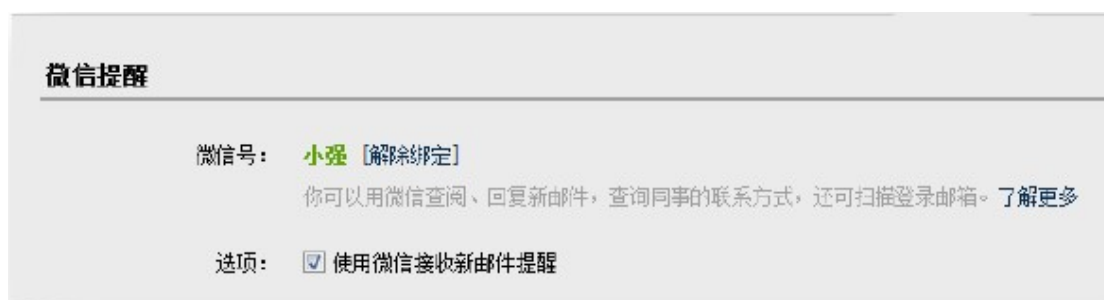 微信提醒
微信号： 小强 [解除绑定]
你可以用微信查阅、回复新邮件，查询同事的联系方式，还可扫描登录邮箱。了解更多
选项： 使用微信接收新邮件提醒